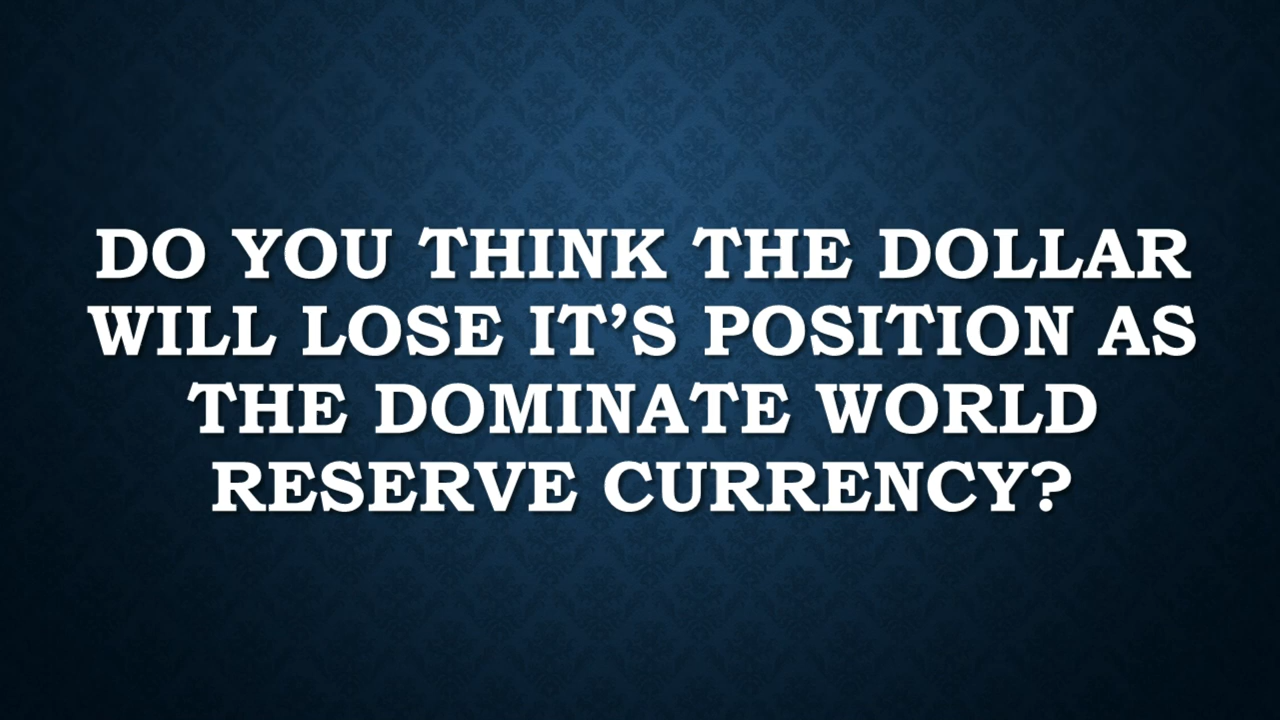 DO YOU THINK THE DOLLAR
WILL LOSE IT’S POSITION AS
THE DOMINATE WORLD
RESERVE CURRENCY?